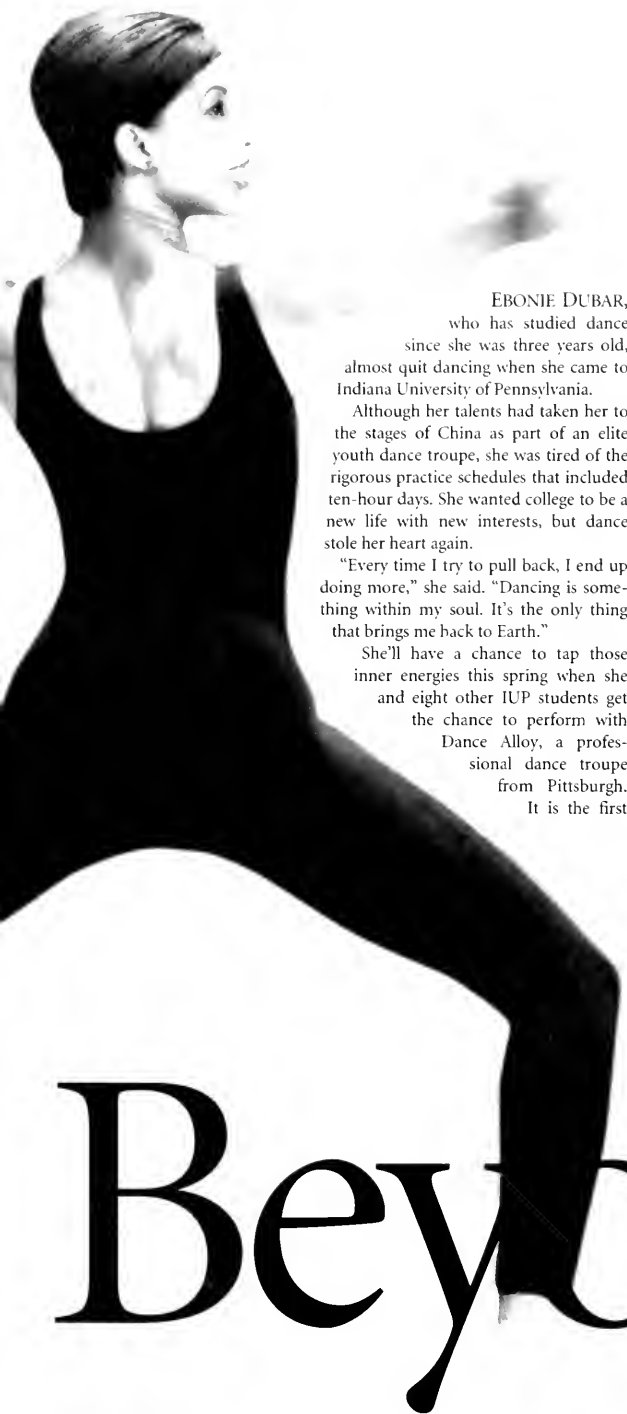 EBONIE DUBAR,
who has studied dance
since she was three years old,
almost quit dancing when she came to
Indiana University of Pennsylvania.
Although her talents had taken her to
the stages of China as part of an elite
youth dance troupe, she was tired of the
rigorous practice schedules that included
ten-hour days. She wanted college to be a
new life with new interests, but dance
stole her heart again.
“Every time I try to pull back, I end up
doing more,” she said. “Dancing is some-
thing within my soul. It’s the only thing
that brings me back to Earth.”
She’ll have a chance to tap those
inner energies this spring when she
and eight other IUP students get
the chance to perform with
Dance Alloy, a profes-
sional dance troupe
from Pittsburgh.
It is the first
Bey